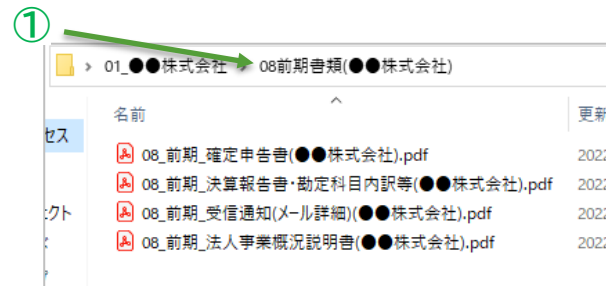 ①
01_●●株式会社 > 08前期書類(●●株式会社)
名前 更新
セス
08_前期_確定申告書(●●株式会社).pdf 2022
08_前期_決算報告書・勘定科目内訳等(●●株式会社).pdf 2022
クト 08_前期_受信通知(メール詳細)(●●株式会社).pdf 2022
08_前期_法人事業概況説明書(●●株式会社).pdf 2022